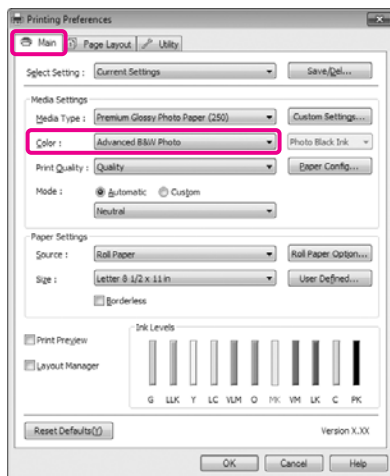 Printing Preferences
Main Page Layout Utility
Select Setting : Current Settings Save/Del...
Media Settings
Media Type : Premium Glossy Photo Paper (250) Custom Settings...
Color : Advanced B&W Photo Photo Black Ink
Print Quality : Quality Paper Config...
Mode : Automatic Custom
Neutral
Paper Settings
Source : Roll Paper Roll Paper Option...
Size : Letter 8 1/2 x 11 in User Defined...
Borderless
Ink Levels
Print Preview
Layout Manager
G LLK Y LC VLM O MK VM LK C PK
Reset Defaults(Y) Version X.XX
OK Cancel Help